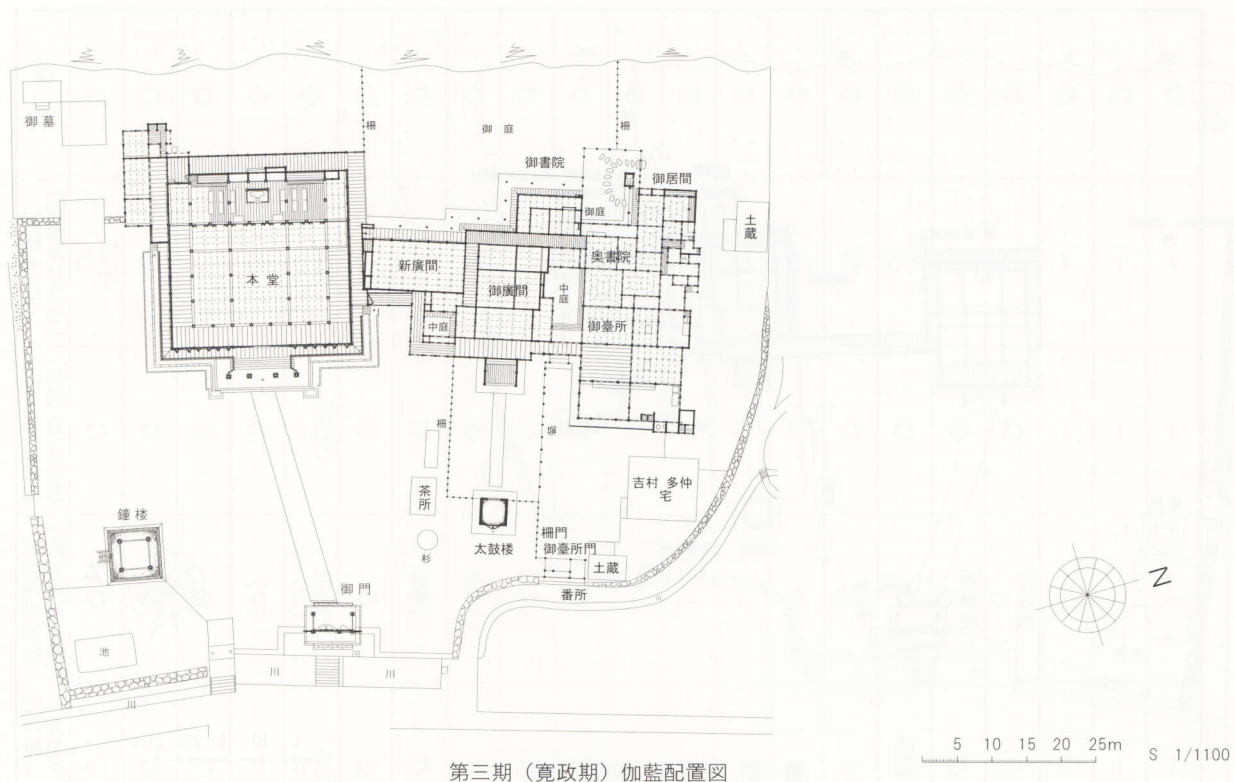 御墓
柵
御庭
柵
御書院
御居間
御庭
土蔵
本堂
新廣間
御廣間
中庭
奥書院
中庭
御臺所
柵
塀
茶所
吉村 多仲
宅
鐘楼
杉
太鼓楼
柵門
御臺所門
土蔵
番所
川
御門
池
川
川
川
N
5 10 15 20 25m
S 1/1100
第三期（寛政期）伽藍配置図